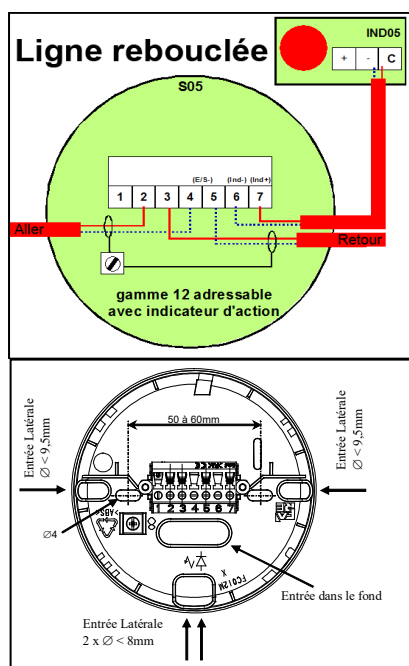 Ligne rebouclée
IND05
+ - C
S05
(E/S-) (Ind-) (Ind+)
1 2 3 4 5 6 7
Aller
Retour
gamme 12 adressable
avec indicateur d'action
50 à 60mm
Entrée Latérale
Ø < 9,5mm
Entrée Latérale
Ø < 9,5mm
1 2 3 4 5 6 7
Ø4
>ABS<
FC012M
X
Entrée dans le fond
Entrée Latérale
2 x Ø < 8mm